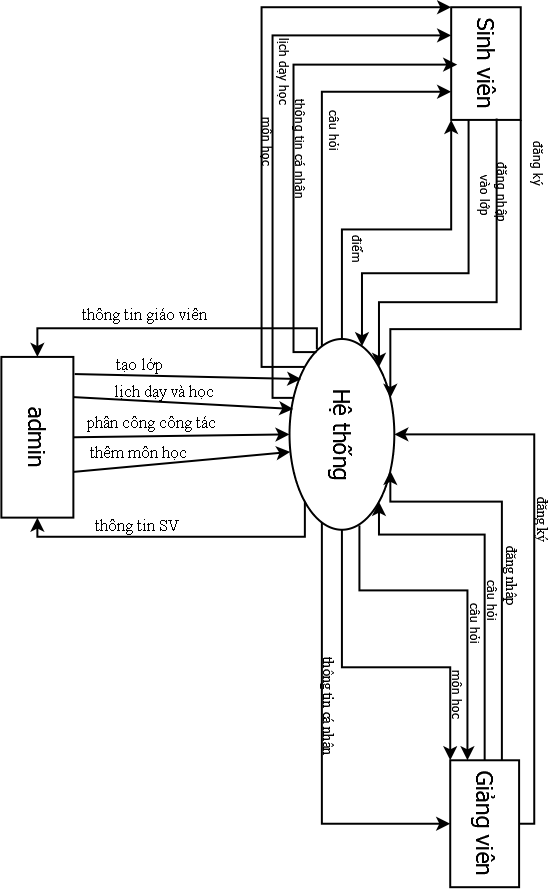 Sinh viên
đăng ký
đăng nhập
vào lớp
lịch dạy học
thông tin cá nhân
câu hỏi
môn học
điểm
thông tin giáo viên
tạo lớp
lich dạy và học
phân công công tác
thêm môn học
thông tin SV
admin
Hệ thống
đăng ký
đăng nhập
câu hỏi
câu hỏi
môn học
thông tin cá nhân
Giảng viên